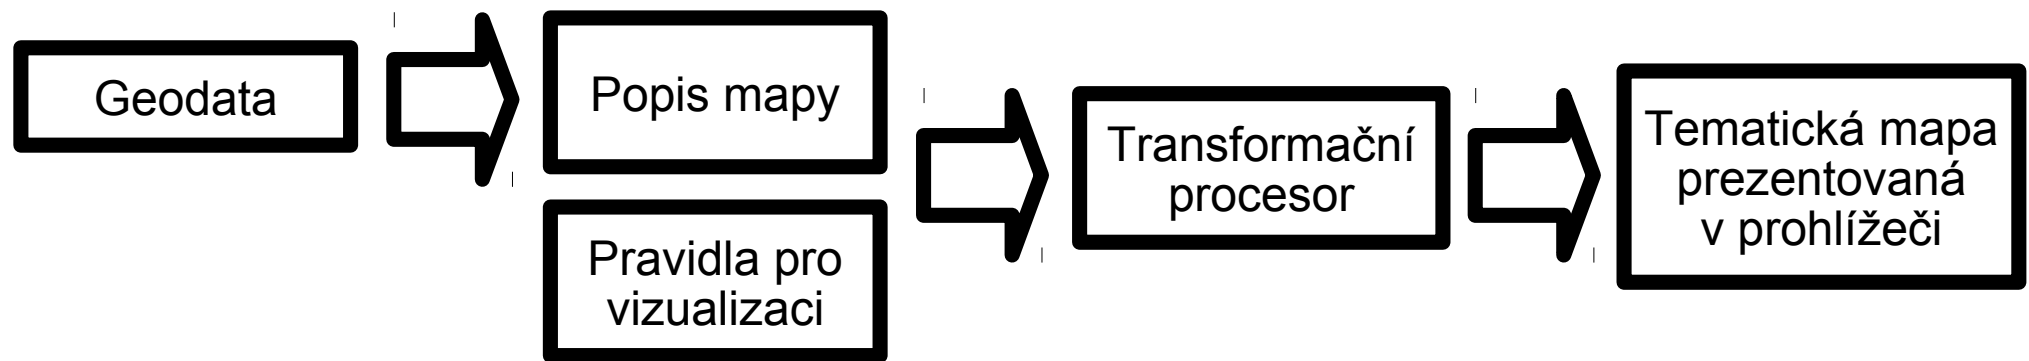 Geodata
Popis mapy
Pravidla pro
vizualizaci
Transformační
procesor
Tematická mapa
prezentovaná
v prohlížeči